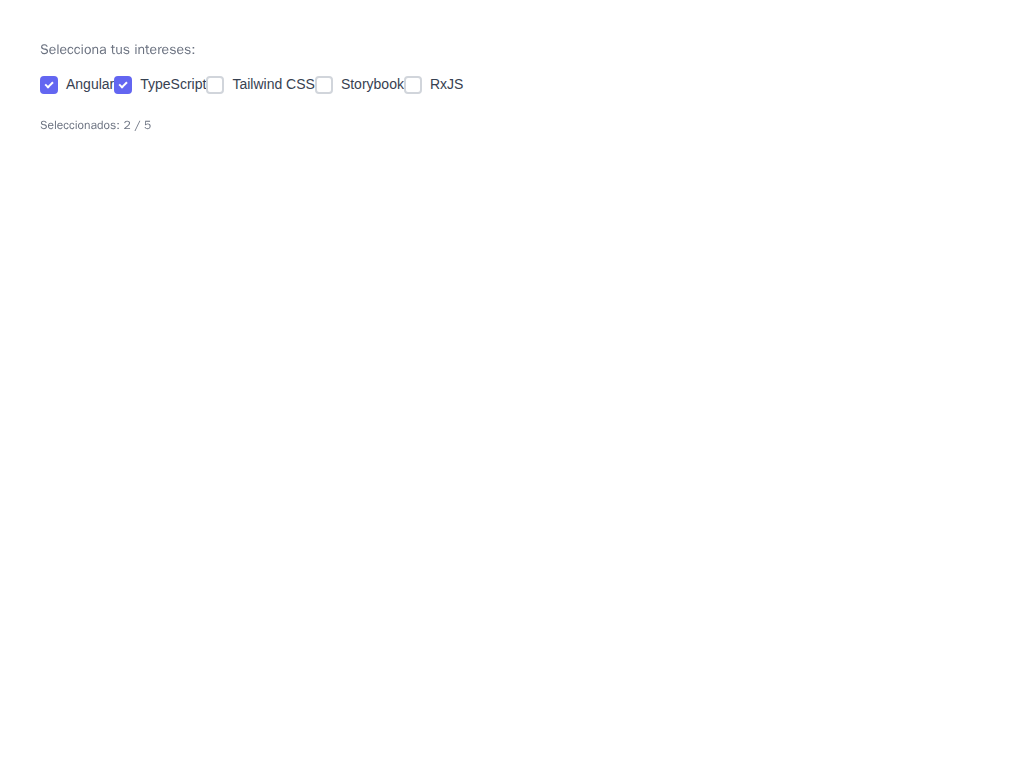 Selecciona tus intereses:
Angular TypeScript Tailwind CSS Storybook RxJS
Seleccionados: 2 / 5